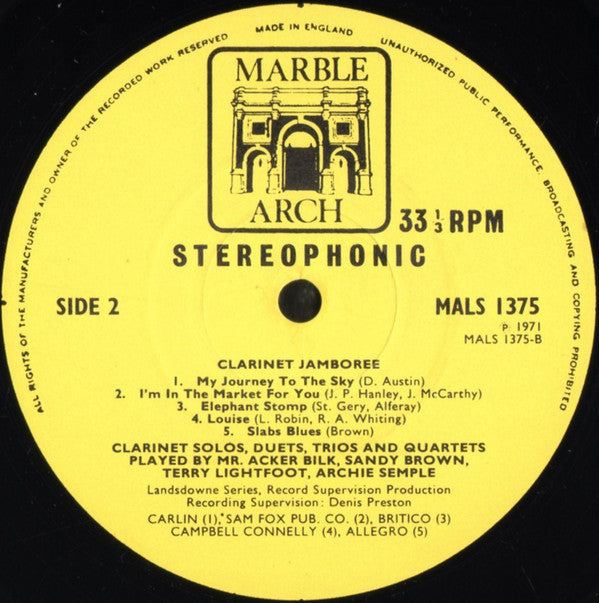 ALL RIGHTS OF THE MANUFACTURERS AND OWNER OF THE RECORDED WORK RESERVED
MADE IN ENGLAND
UNAUTHORIZED PUBLIC PERFORMANCE, BROADCASTING AND COPYING PROHIBITED
MARBLE
ARCH
33 1/3 RPM
STEREOPHONIC
SIDE 2
MALS 1375
℗ 1971
MALS 1375-B
CLARINET JAMBOREE
1. My Journey To The Sky (D. Austin)
2. I'm In The Market For You (J. P. Hanley, J. McCarthy)
3. Elephant Stomp (St. Gery, Alferay)
4. Louise (L. Robin, R. A. Whiting)
5. Slabs Blues (Brown)
CLARINET SOLOS, DUETS, TRIOS AND QUARTETS
PLAYED BY MR. ACKER BILK, SANDY BROWN,
TERRY LIGHTFOOT, ARCHIE SEMPLE
Landsdowne Series, Record Supervision Production
Recording Supervision: Denis Preston
CARLIN (1), SAM FOX PUB. CO. (2), BRITICO (3)
CAMPBELL CONNELLY (4), ALLEGRO (5)